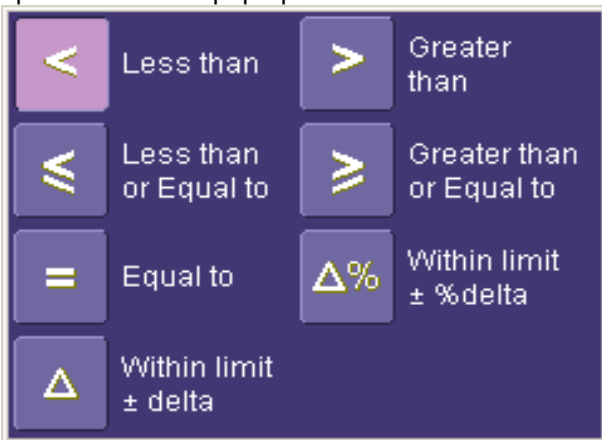 < Less than
> Greater
than
≤ Less than
or Equal to
≥ Greater than
or Equal to
= Equal to
Δ% Within limit
± %delta
Δ Within limit
± delta